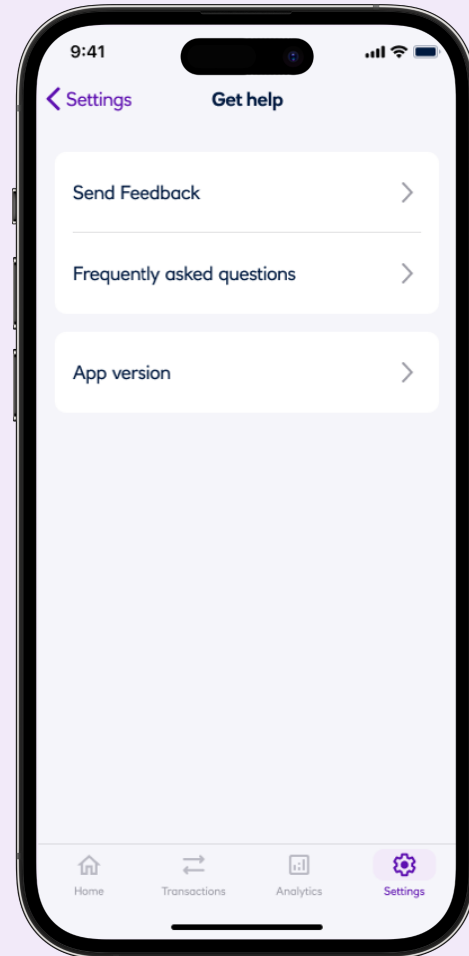 9:41
Settings
Get help
Send Feedback
Frequently asked questions
App version
Home
Transactions
Analytics
Settings